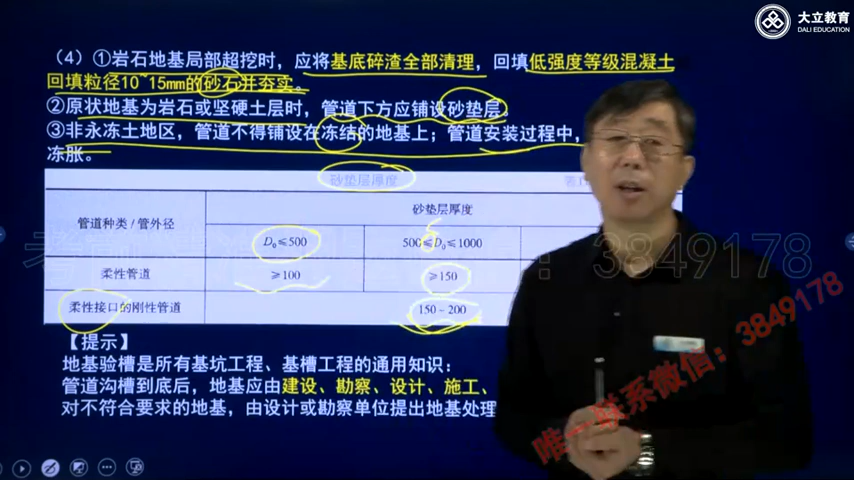 大立教育
DALI EDUCATION
(4)①岩石地基局部超挖时,应将基底碎渣全部清理,回填低强度等级混凝土
回填粒径10~15mm的砂石并夯实。
②原状地基为岩石或坚硬土层时,管道下方应铺设砂垫层。
③非永冻土地区,管道不得铺设在冻结的地基上;管道安装过程中,
冻胀。
砂垫层厚度
管道种类/管外径
砂垫层厚度
D₀≤500
500≤D₀≤1000
柔性管道
≥100
≥150
柔性接口的刚性管道
150-200
【提示】
地基验槽是所有基坑工程、基槽工程的通用知识:
管道沟槽到底后,地基应由建设、勘察、设计、施工、
对不符合要求的地基,由设计或勘察单位提出地基处理
:3849178
唯一联系微信:3849178